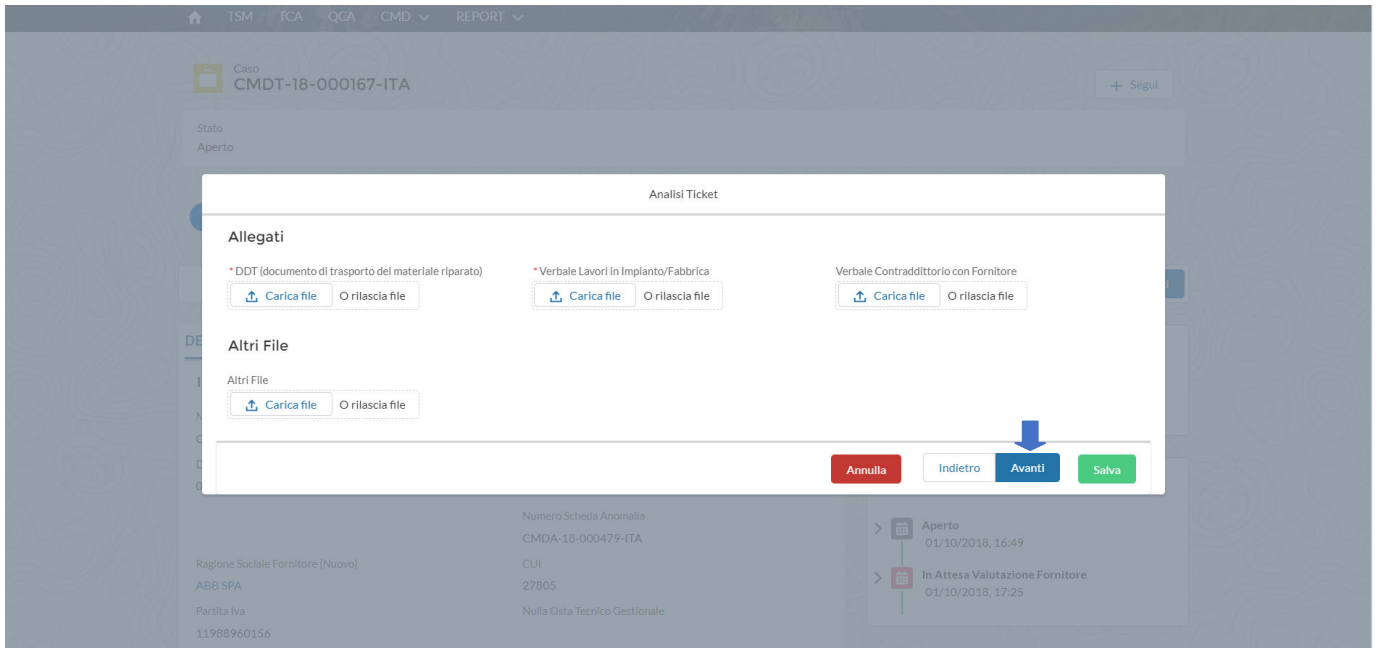 TSM TCA QCA CMD REPORT
Caso
CMDT-18-000167-ITA
+ Segui
Stato
Aperto
Analisi Ticket
Allegati
* DDT (documento di trasporto del materiale riparato) * Verbale Lavori in Impianto/Fabbrica Verbale Contraddittorio con Fornitore
Carica file O rilascia file Carica file O rilascia file Carica file O rilascia file
DE
Altri File
Altri File
Carica file O rilascia file
Annulla Indietro Avanti Salva
Numero Scheda Anomalia
CMDA-18-000479-ITA
Ragione Sociale Fornitore (Nuovo) CUI
ABB SPA 27805
Partita Iva Nulla Osta Tecnico Gestionale
11988960156
Aperto
01/10/2018, 16:49
In Attesa Valutazione Fornitore
01/10/2018, 17:25